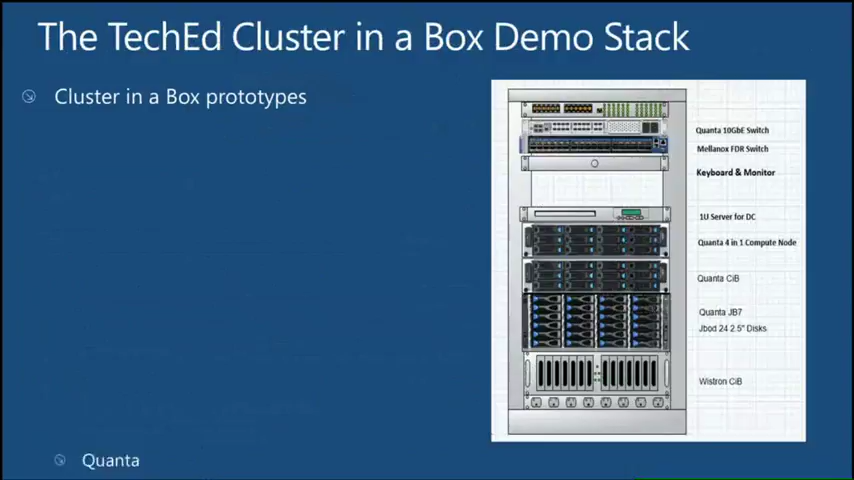 The TechEd Cluster in a Box Demo Stack
Cluster in a Box prototypes
Quanta 10GbE Switch
Mellanox FDR Switch
Keyboard & Monitor
1U Server for DC
Quanta 4 in 1 Compute Node
Quanta CiB
Quanta JB7
Jbod 24 2.5" Disks
Wistron CiB
Quanta